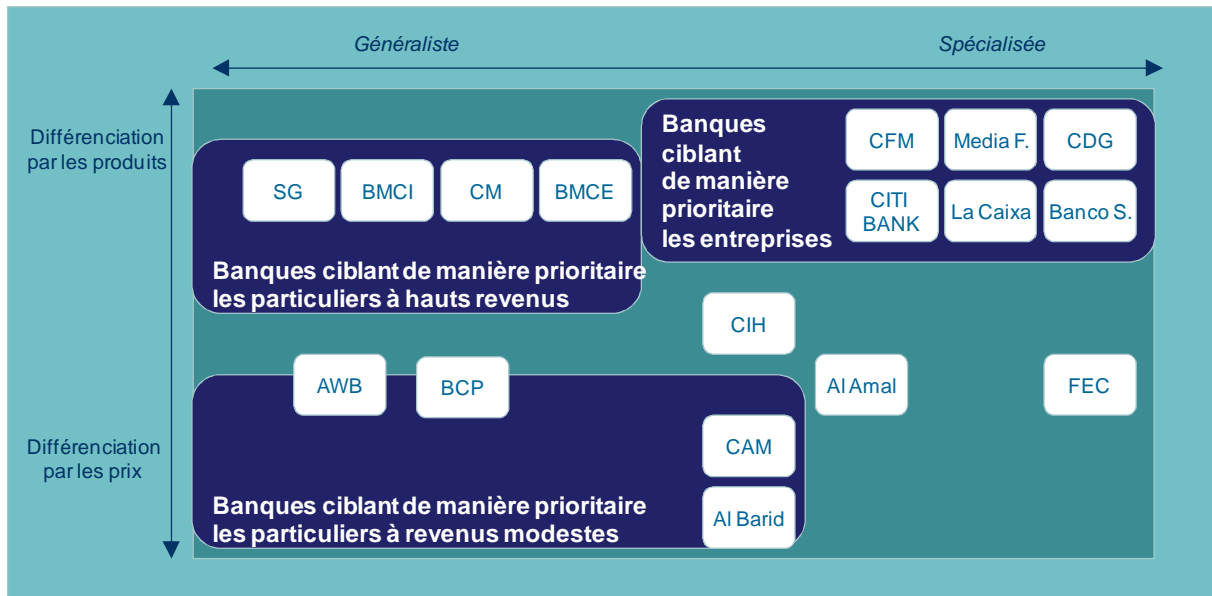 Généraliste
Spécialisée
Différenciation
par les produits
Banques
ciblant
de manière
prioritaire
les entreprises
CFM
Media F.
CDG
CITI
BANK
La Caixa
Banco S.
SG
BMCI
CM
BMCE
Banques ciblant de manière prioritaire
les particuliers à hauts revenus
CIH
AWB
BCP
Al Amal
FEC
Différenciation
par les prix
CAM
Al Barid
Banques ciblant de manière prioritaire
les particuliers à revenus modestes